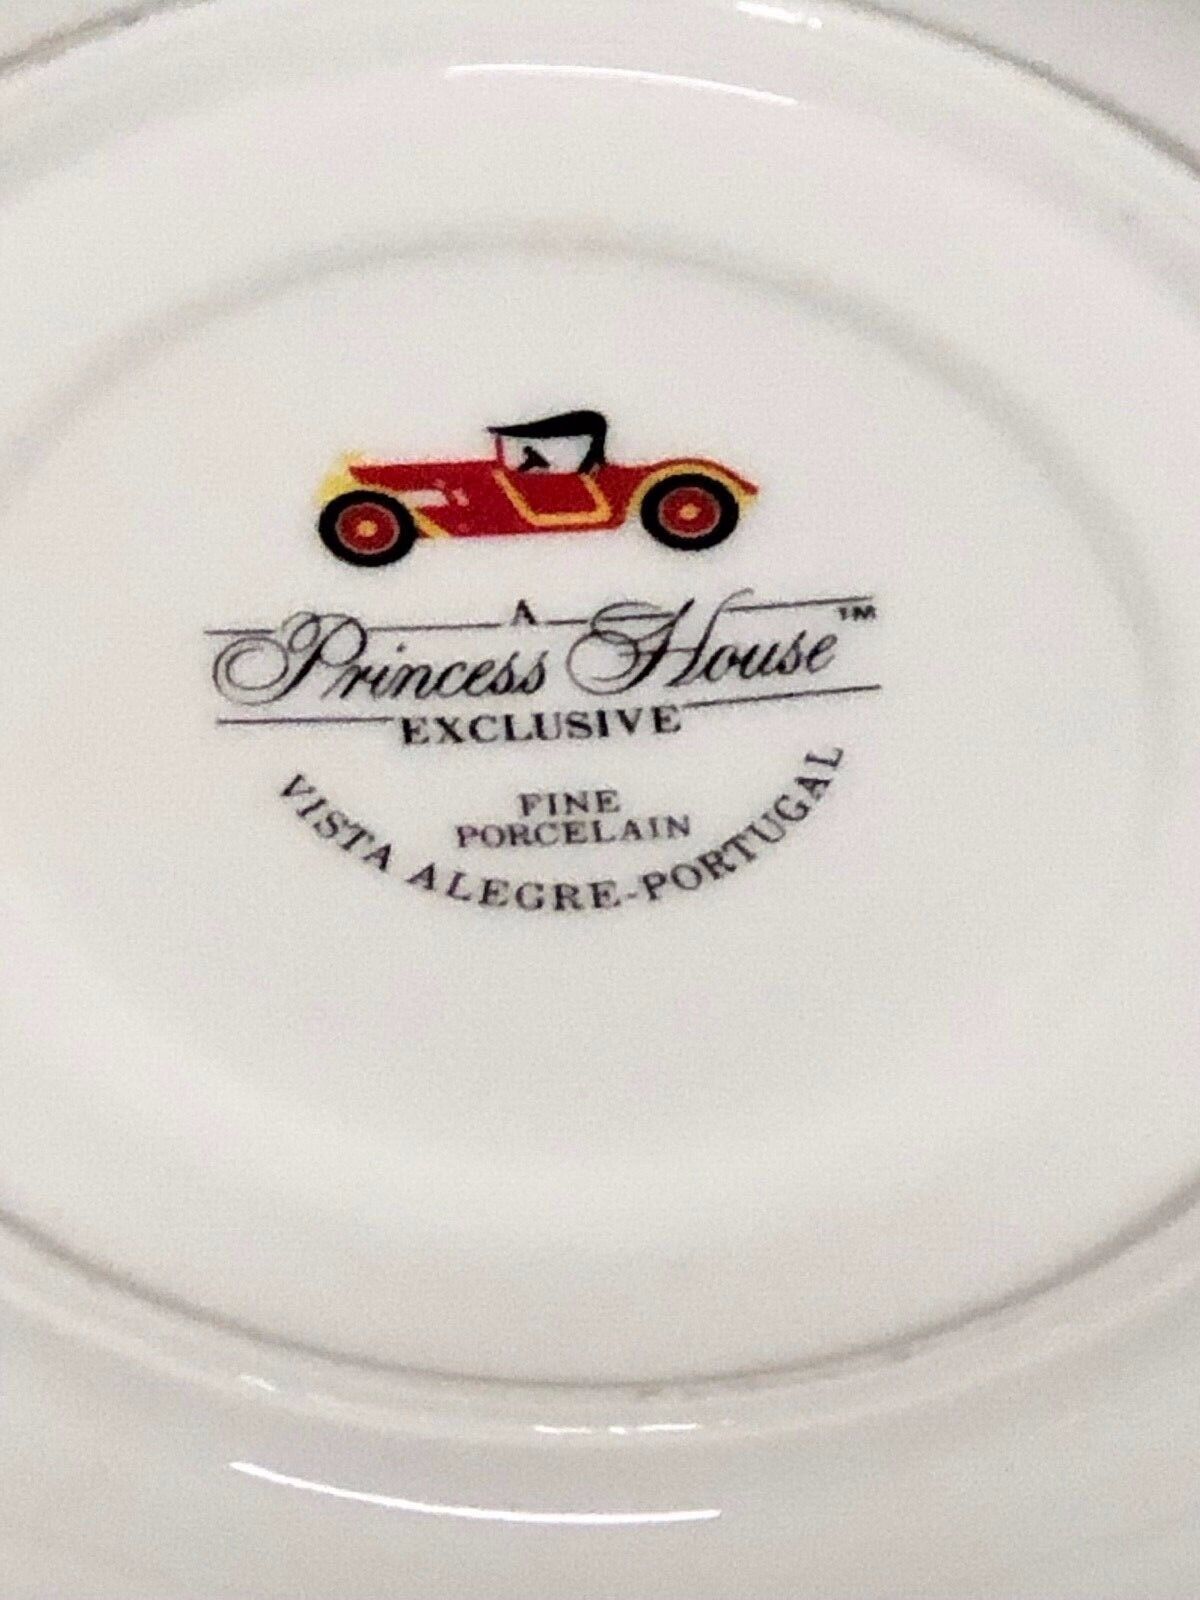 A
Princess House™
EXCLUSIVE
FINE
PORCELAIN
VISTA ALEGRE-PORTUGAL